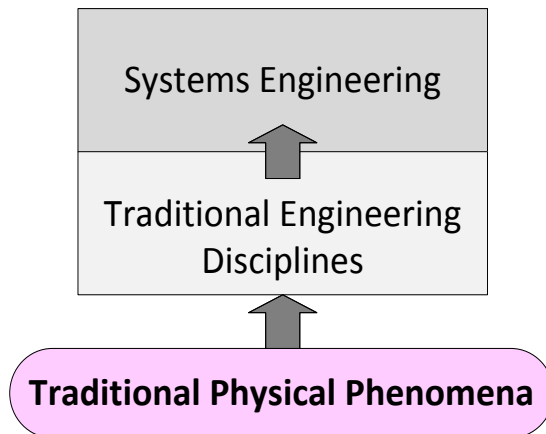 Systems Engineering
Traditional Engineering
Disciplines
Traditional Physical Phenomena